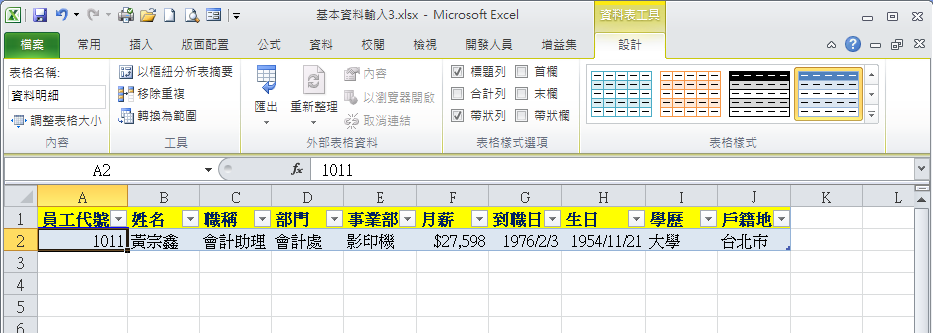 基本資料輸入3.xlsx - Microsoft Excel
資料表工具
檔案 常用 插入 版面配置 公式 資料 校閱 檢視 開發人員 增益集 設計
表格名稱:
資料明細
調整表格大小
內容
以樞紐分析表摘要
移除重複
轉換為範圍
工具
匯出
重新整理
內容
以瀏覽器開啟
取消連結
外部表格資料
標題列 首欄
合計列 末欄
帶狀列 帶狀欄
表格樣式選項
表格樣式
A2 fx 1011
A B C D E F G H I J K L
1 員工代號 姓名 職稱 部門 事業部 月薪 到職日 生日 學歷 戶籍地
2 1011 黃宗鑫 會計助理 會計處 影印機 $27,598 1976/2/3 1954/11/21 大學 台北市
3
4
5
6